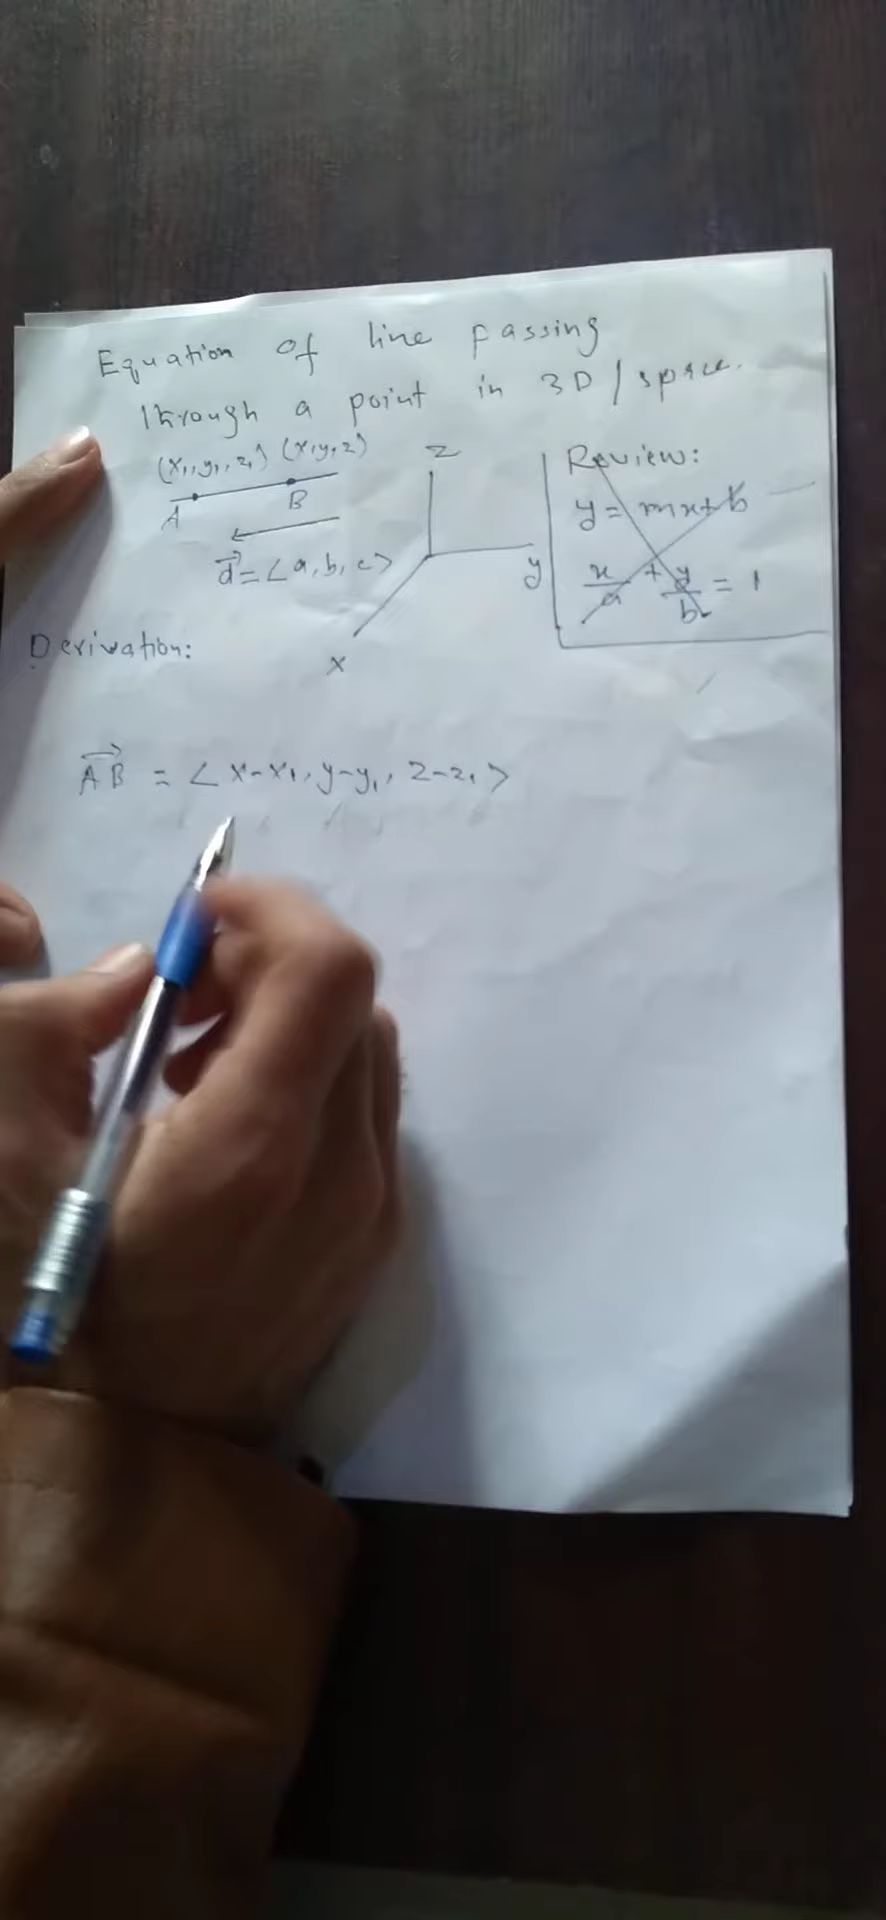 Equation of line passing
through a point in 3D / space.
(x₁, y₁, z₁) (x, y, z)
A B
d⃗ = <a, b, c>
z
y
x
Review:
y = mx + b
x/a + y/b = 1
Derivation:
AB⃗ = < x-x₁, y-y₁, z-z₁ >